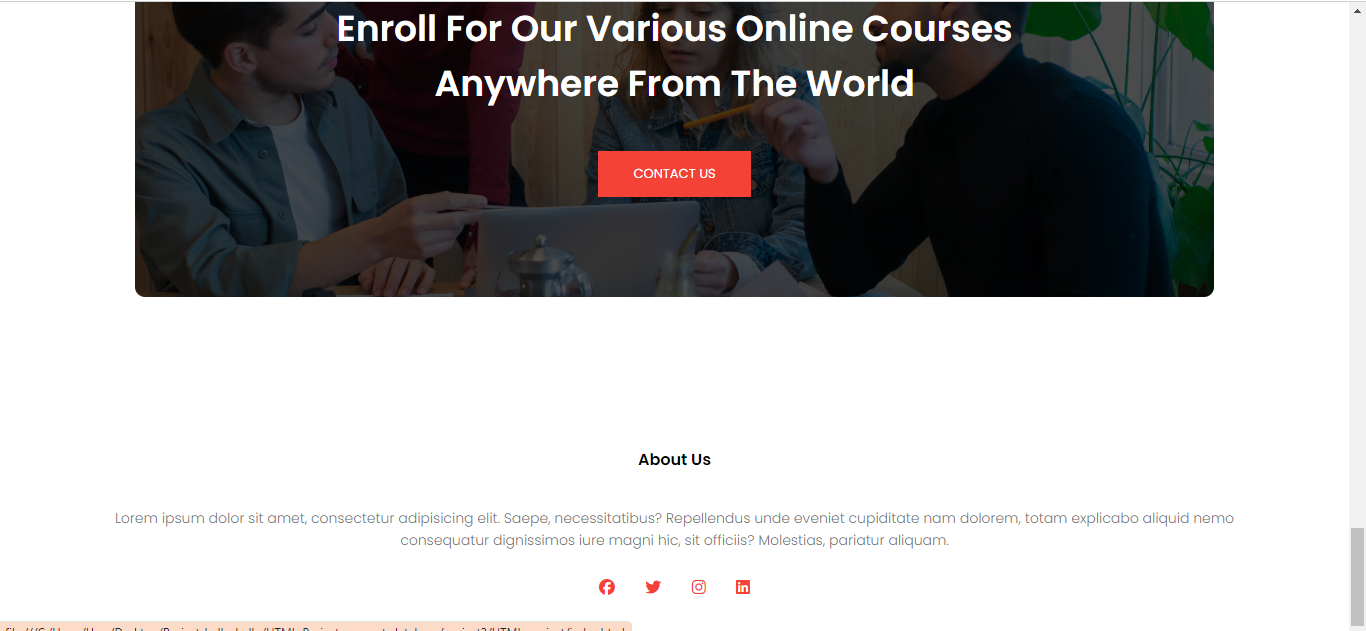 Enroll For Our Various Online Courses
Anywhere From The World
CONTACT US
About Us
Lorem ipsum dolor sit amet, consectetur adipisicing elit. Saepe, necessitatibus? Repellendus unde eveniet cupiditate nam dolorem, totam explicabo aliquid nemo
consequatur dignissimos iure magni hic, sit officiis? Molestias, pariatur aliquam.